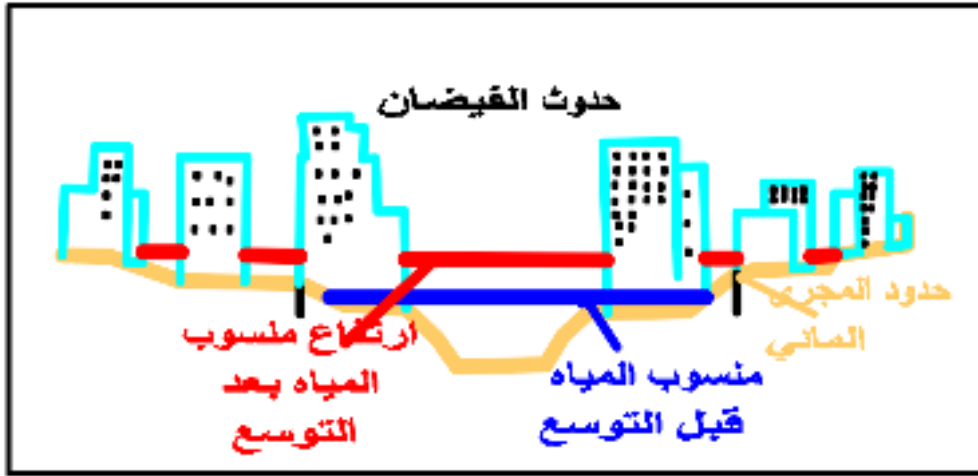 حدوث الفيضان
حدود المجرى
المائي
ارتفاع منسوب
المياه بعد
التوسع
منسوب المياه
قبل التوسع